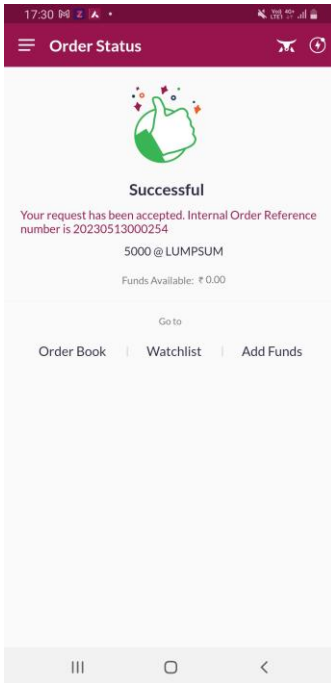 17:30
Order Status
Successful
Your request has been accepted. Internal Order Reference
number is 20230513000254
5000 @ LUMPSUM
Funds Available: ₹ 0.00
Go to
Order Book | Watchlist | Add Funds